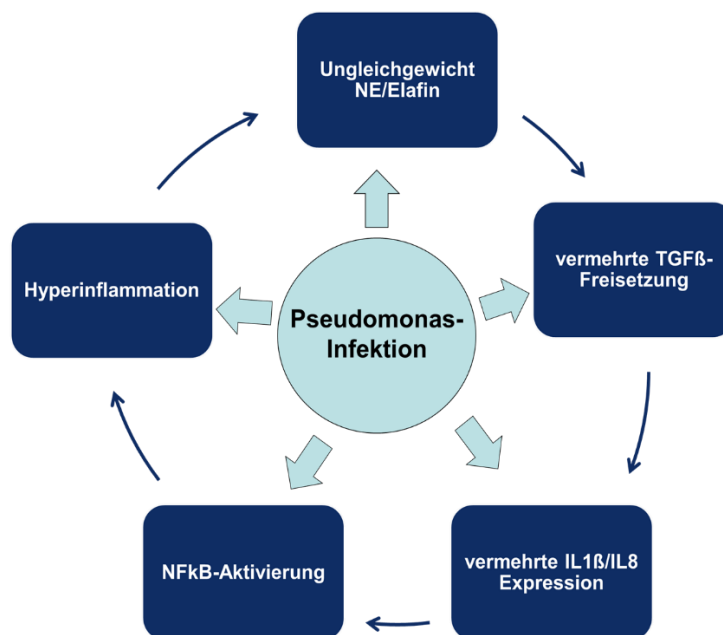 Ungleichgewicht
NE/Elafin
vermehrte TGFß-
Freisetzung
Hyperinflammation
Pseudomonas-
Infektion
NFkB-Aktivierung
vermehrte IL1ß/IL8
Expression